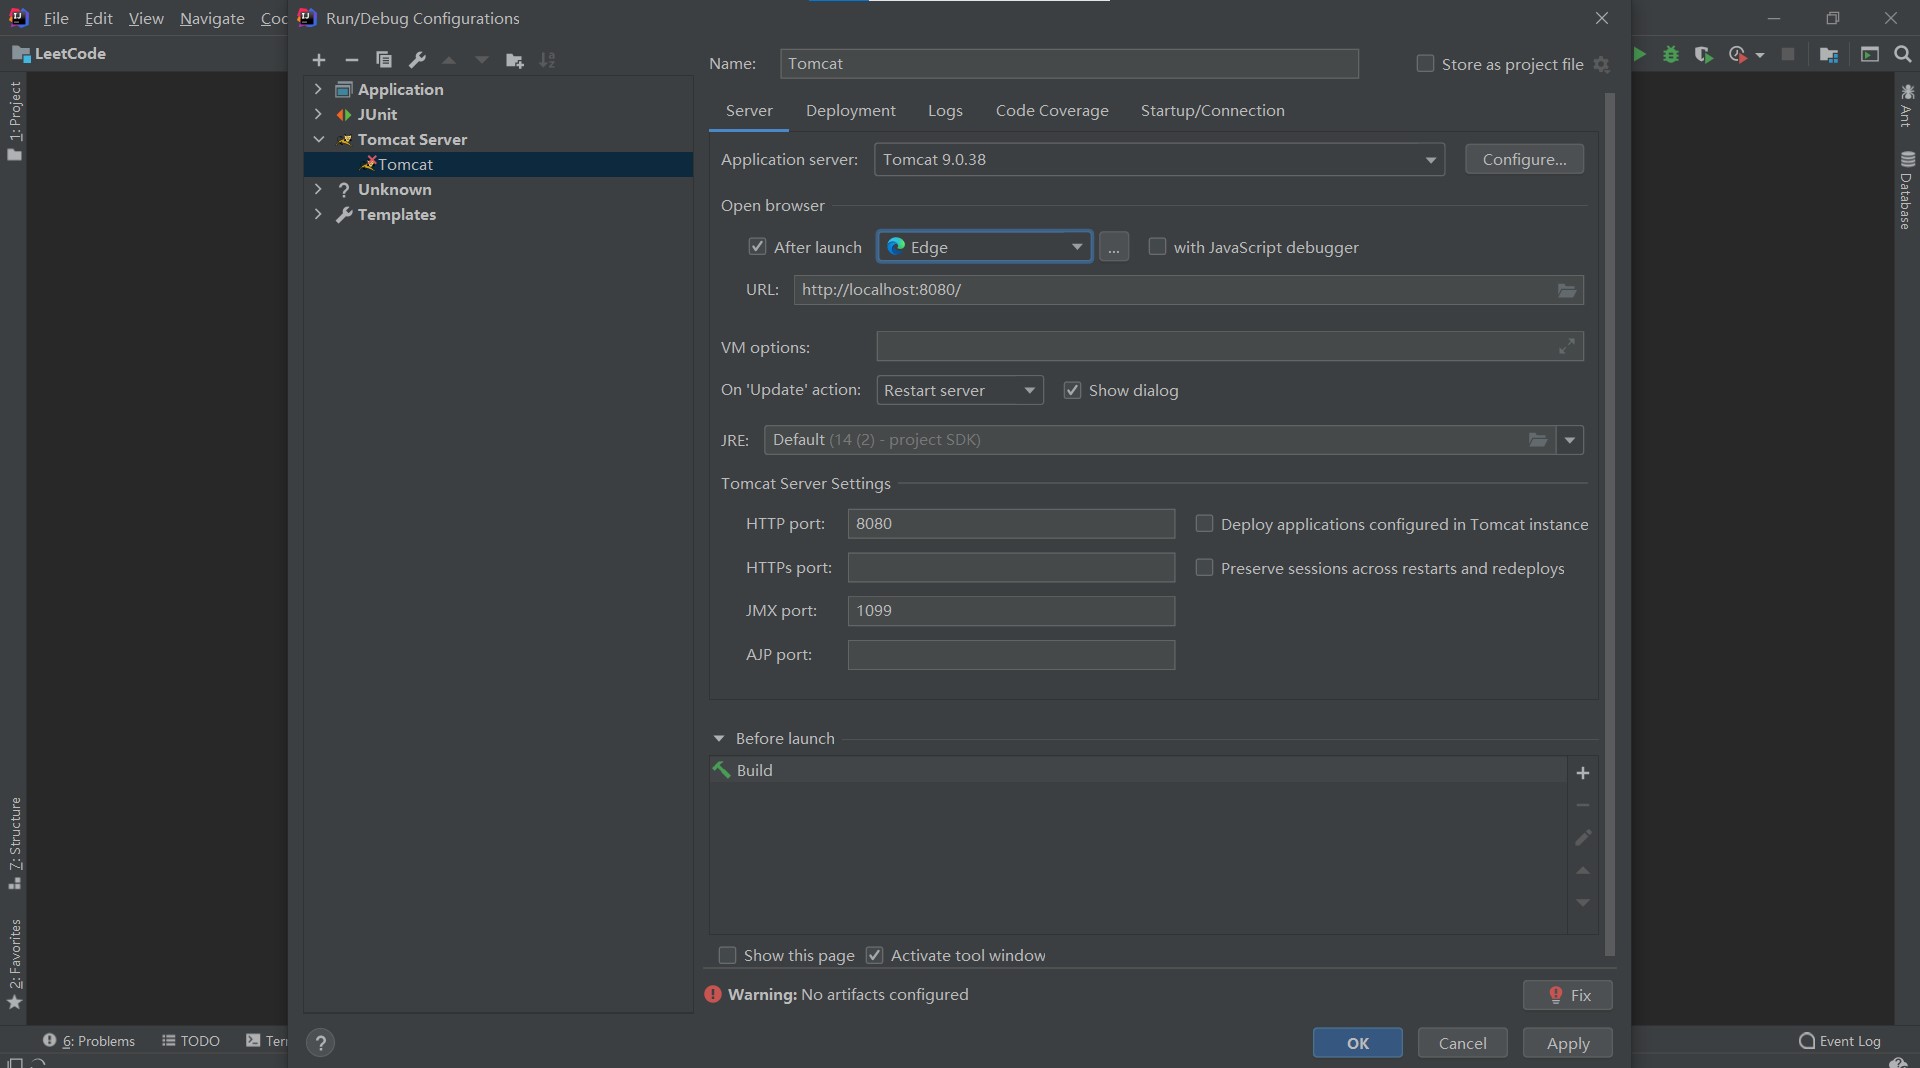 File Edit View Navigate
Run/Debug Configurations
LeetCode
Name: Tomcat
Store as project file
Application
JUnit
Tomcat Server
Tomcat
Unknown
Templates
Server Deployment Logs Code Coverage Startup/Connection
Application server: Tomcat 9.0.38 Configure...
Open browser
After launch Edge ... with JavaScript debugger
URL: http://localhost:8080/
VM options:
On 'Update' action: Restart server Show dialog
JRE: Default (14 (2) - project SDK)
Tomcat Server Settings
HTTP port: 8080 Deploy applications configured in Tomcat instance
HTTPs port: Preserve sessions across restarts and redeploys
JMX port: 1099
AJP port:
Before launch
Build
Show this page Activate tool window
Warning: No artifacts configured Fix
? OK Cancel Apply
1: Project
7: Structure
2: Favorites
Ant
Database
6: Problems TODO
Event Log